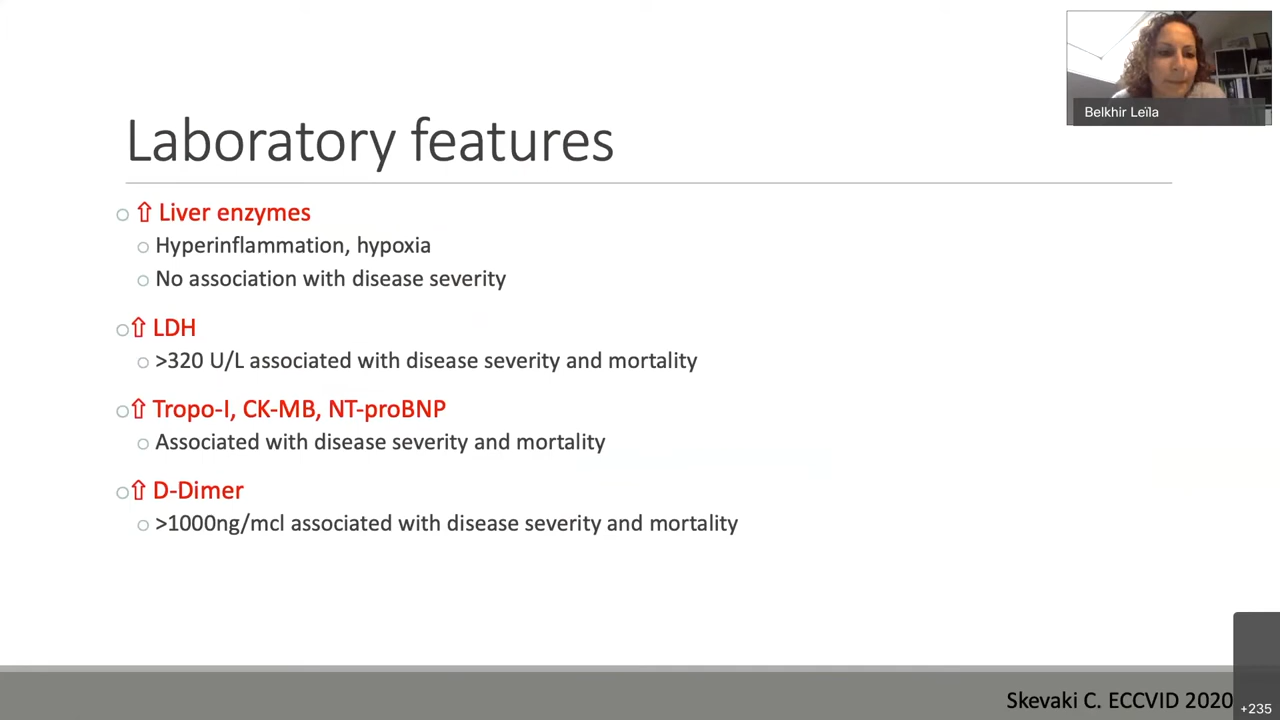 Belkhir Leïla
Laboratory features
⇧ Liver enzymes
Hyperinflammation, hypoxia
No association with disease severity
⇧ LDH
>320 U/L associated with disease severity and mortality
⇧ Tropo-I, CK-MB, NT-proBNP
Associated with disease severity and mortality
⇧ D-Dimer
>1000ng/mcl associated with disease severity and mortality
Skevaki C. ECCVID 2020
+235